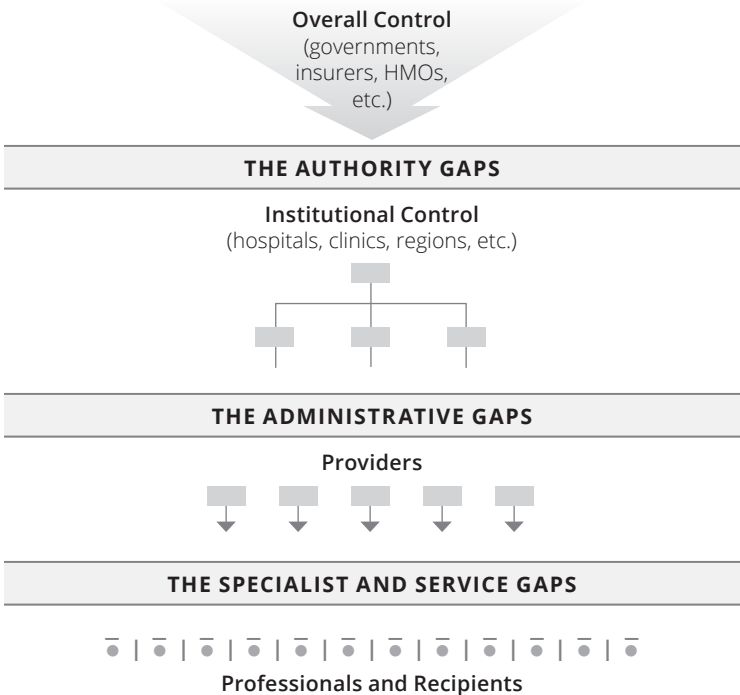 Overall Control
(governments,
insurers, HMOs,
etc.)
THE AUTHORITY GAPS
Institutional Control
(hospitals, clinics, regions, etc.)
THE ADMINISTRATIVE GAPS
Providers
THE SPECIALIST AND SERVICE GAPS
Professionals and Recipients